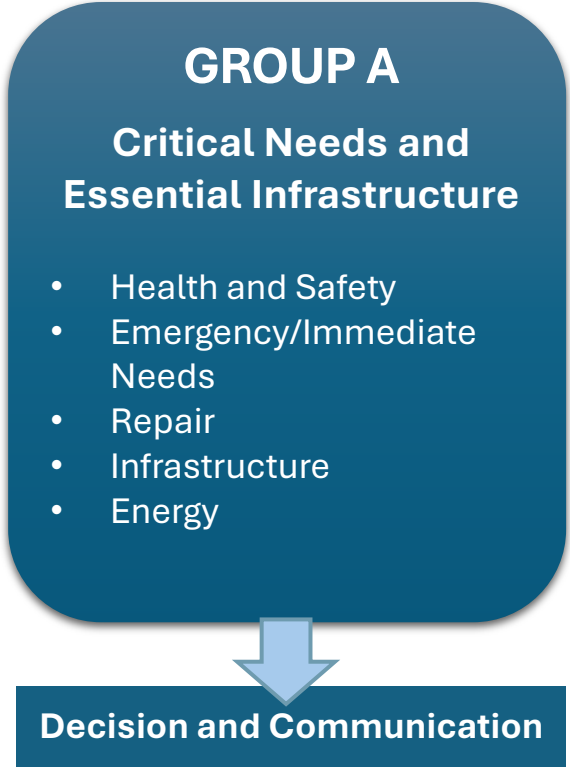 GROUP A
Critical Needs and
Essential Infrastructure
• Health and Safety
• Emergency/Immediate
Needs
• Repair
• Infrastructure
• Energy
Decision and Communication